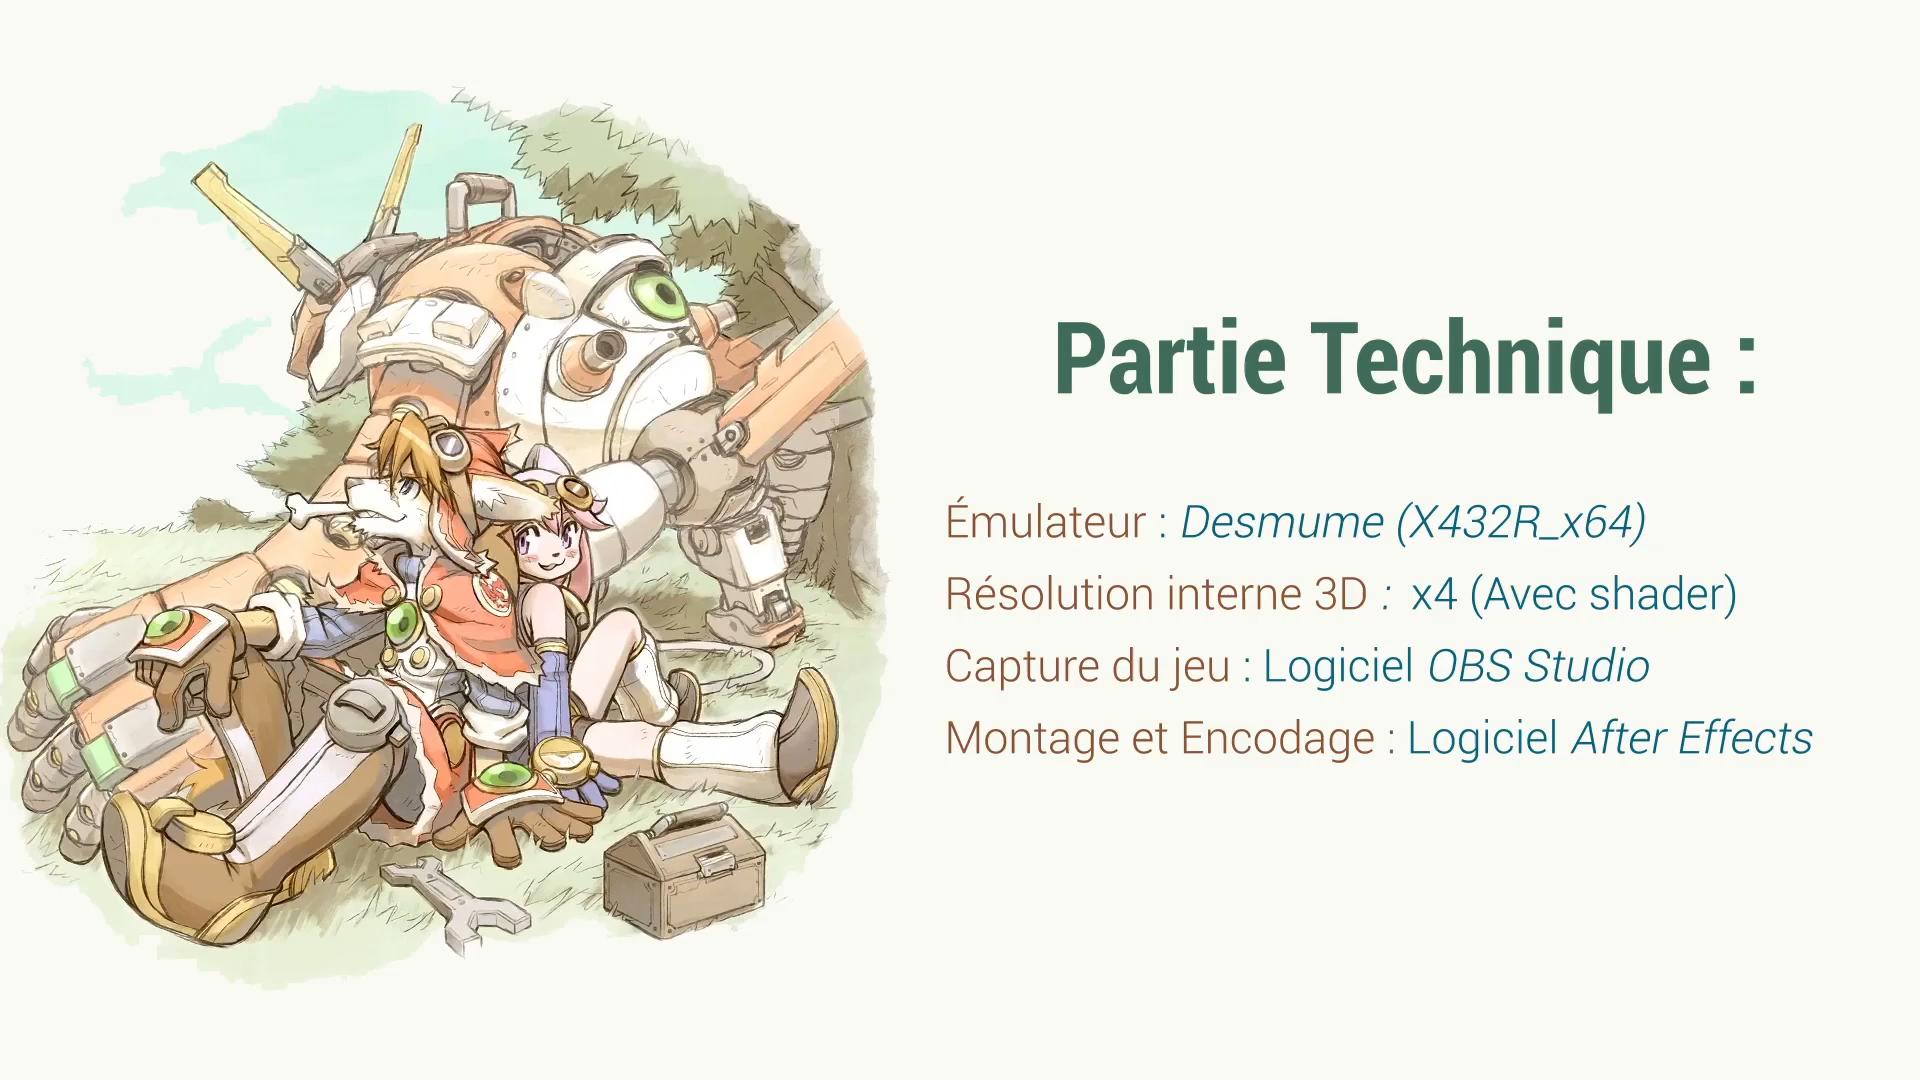 Partie Technique :
Émulateur : Desmume (X432R_x64)
Résolution interne 3D : x4 (Avec shader)
Capture du jeu : Logiciel OBS Studio
Montage et Encodage : Logiciel After Effects